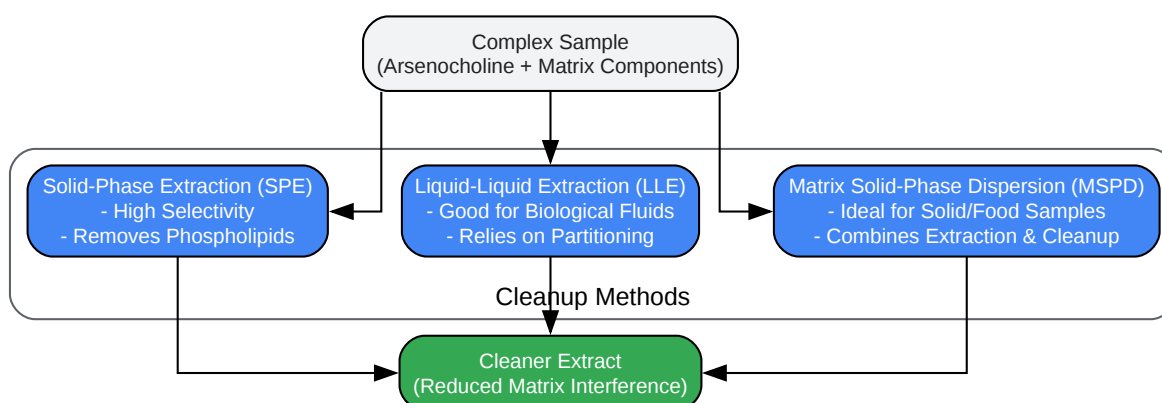 Complex Sample
(Arsenocholine + Matrix Components)
Solid-Phase Extraction (SPE)
- High Selectivity
- Removes Phospholipids
Liquid-Liquid Extraction (LLE)
- Good for Biological Fluids
- Relies on Partitioning
Matrix Solid-Phase Dispersion (MSPD)
- Ideal for Solid/Food Samples
- Combines Extraction & Cleanup
Cleanup Methods
Cleaner Extract
(Reduced Matrix Interference)